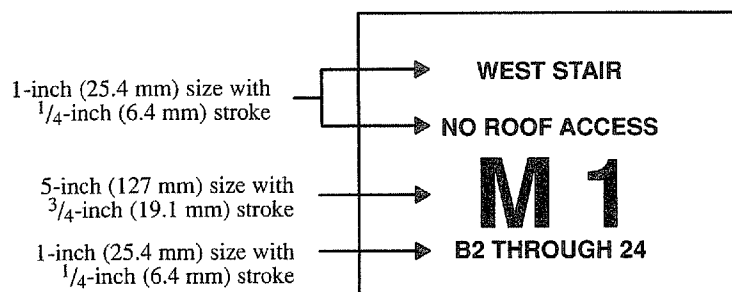 1-inch (25.4 mm) size with
1/4-inch (6.4 mm) stroke
WEST STAIR
NO ROOF ACCESS
5-inch (127 mm) size with
3/4-inch (19.1 mm) stroke
M 1
1-inch (25.4 mm) size with
1/4-inch (6.4 mm) stroke
B2 THROUGH 24